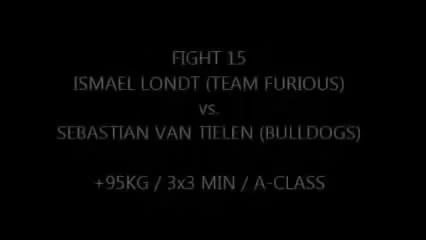 FIGHT 15
ISMAEL LONDT (TEAM FURIOUS)
vs.
SEBASTIAN VAN TIELEN (BULLDOGS)
+95KG / 3x3 MIN / A-CLASS